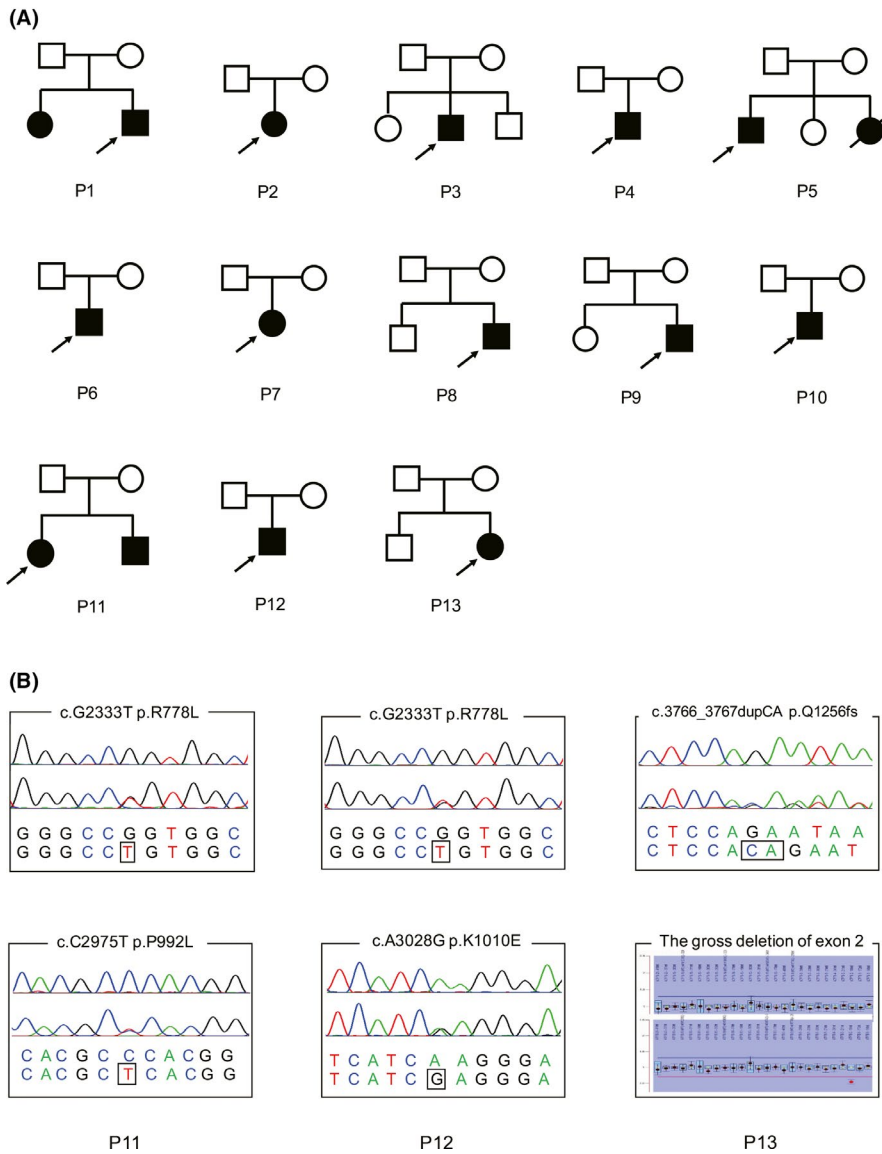 (A)
P1 P2 P3 P4 P5
P6 P7 P8 P9 P10
P11 P12 P13
(B)
c.G2333T p.R778L c.G2333T p.R778L c.3766_3767dupCA p.Q1256fs
G G G C C G G T G G C G G G C C G G T G G C C T C C A G A A T A A
G G G C C T G T G G C G G G C C T G T G G C C T C C A C A G A A T
c.C2975T p.P992L c.A3028G p.K1010E The gross deletion of exon 2
C A C G C C C A C G G T C A T C A A G G G A
C A C G C T C A C G G T C A T C G A G G G A
P11 P12 P13